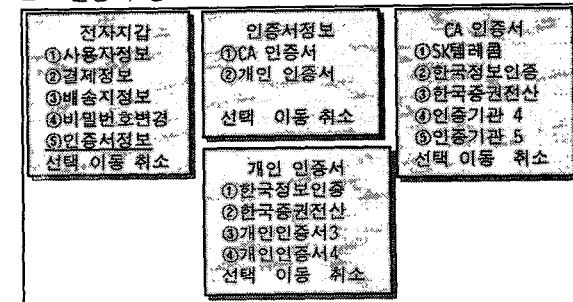 전자지갑
①사용자정보
②결제정보
③배송지정보
④비밀번호변경
⑤인증서정보
선택 이동 취소
인증서정보
①CA 인증서
②개인 인증서
선택 이동 취소
CA 인증서
①SK텔레콤
②한국정보인증
③한국증권전산
④인증기관 4
⑤인증기관 5
선택 이동 취소
개인 인증서
①한국정보인증
②한국증권전산
③개인인증서3
④개인인증서4
선택 이동 취소